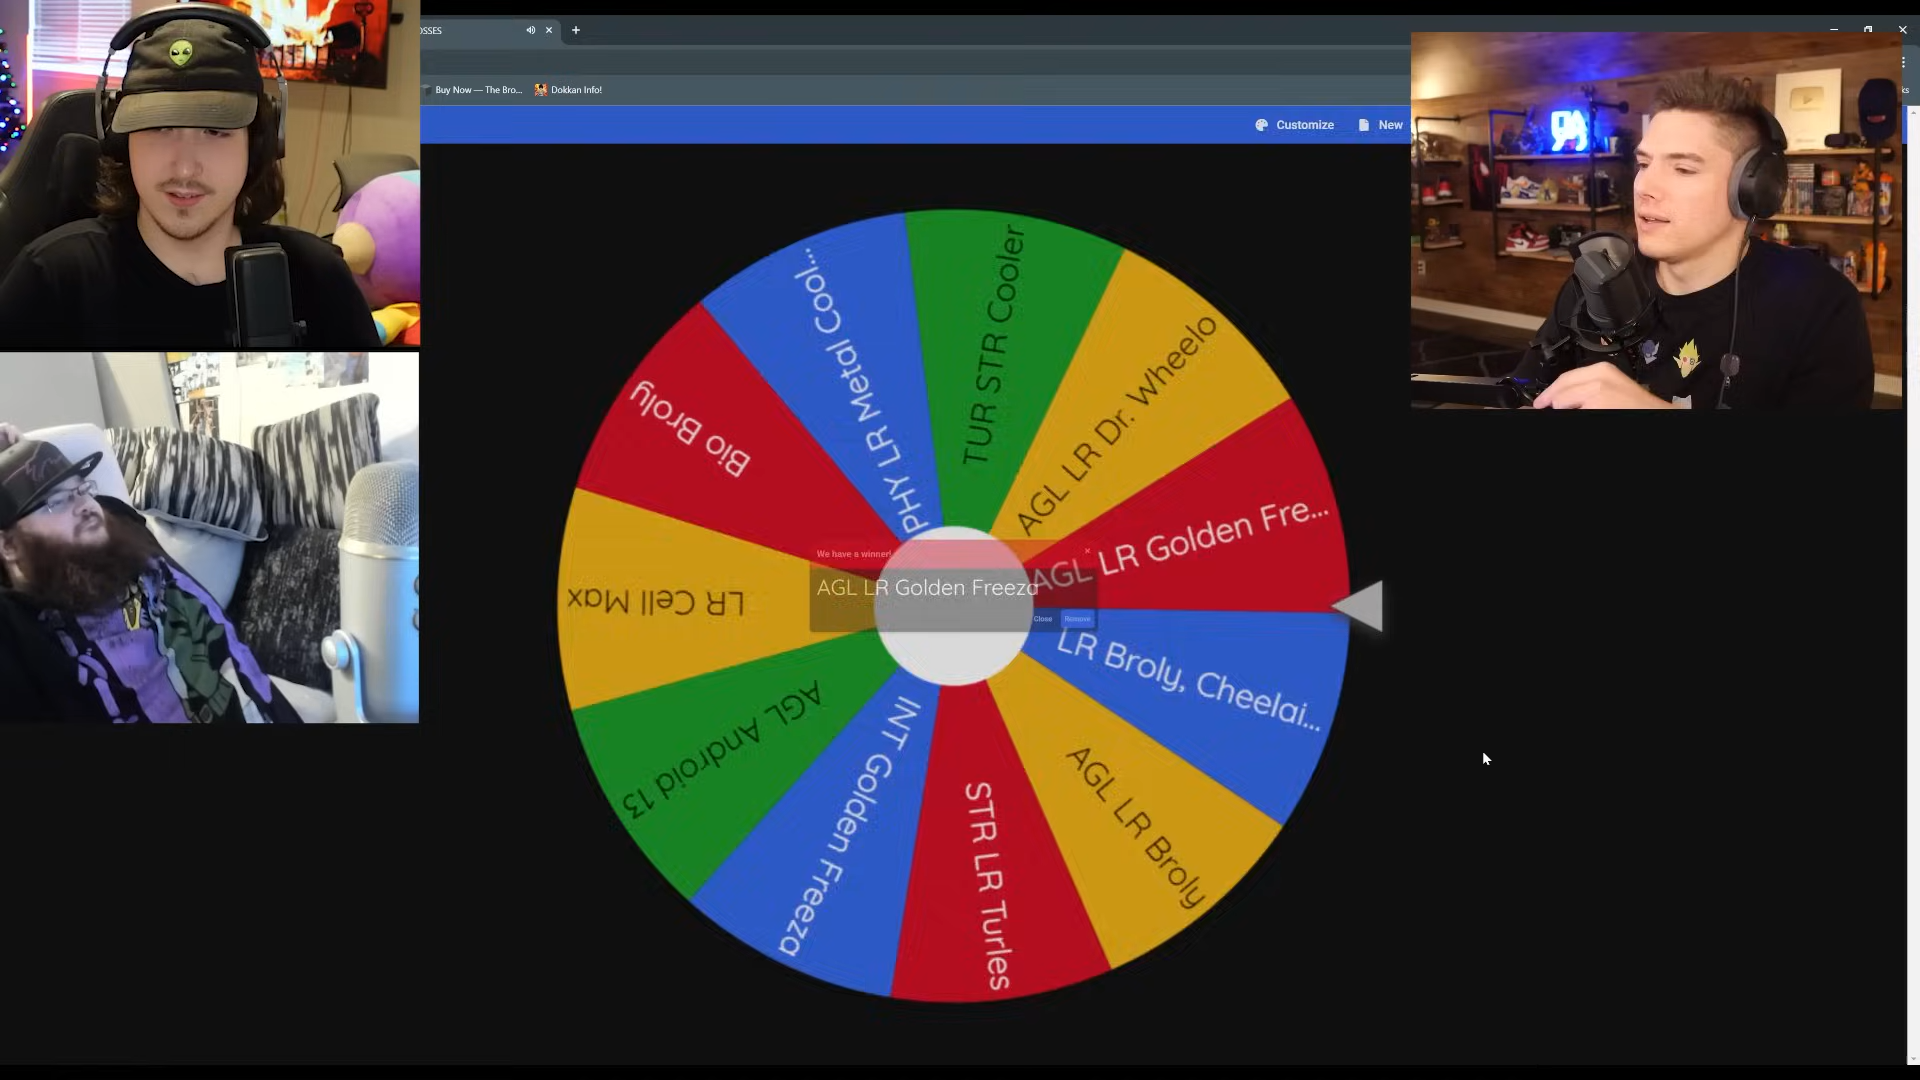 OSSES
Buy Now — The Bro...
Dokkan Info!
Customize
New
TUR STR Cooler
AGL LR Dr. Wheelo
AGL LR Golden Fre...
LR Broly, Cheelai...
AGL LR Broly
STR LR Turles
INT Golden Freeza
AGL Android 13
LR Cell Max
Bio Broly
PHY LR Metal Cool...
We have a winner!
AGL LR Golden Freeza
Close
Remove